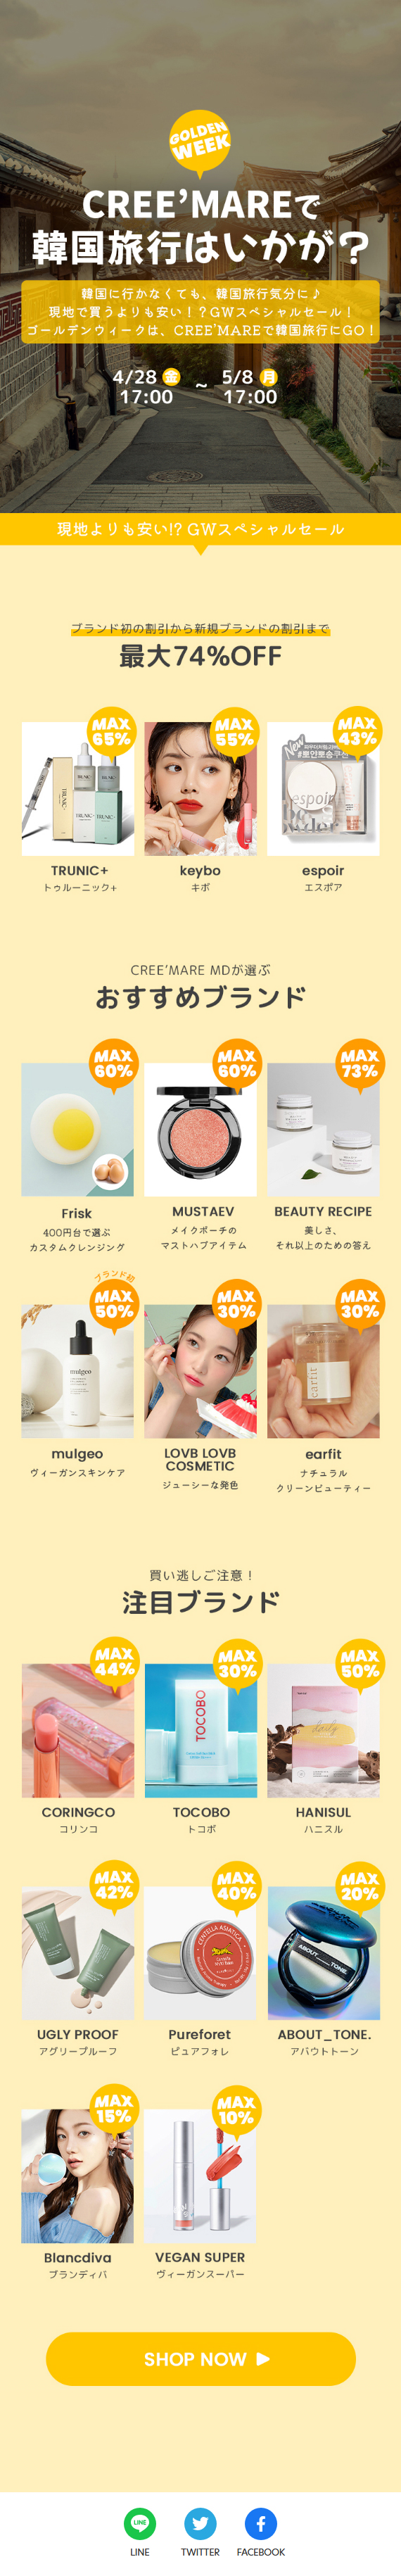 GOLDEN
WEEK
CREE'MAREで
韓国旅行はいかが？
韓国に行かなくても、韓国旅行気分に♪
現地で買うよりも安い！？GWスペシャルセール！
ゴールデンウィークは、CREE'MAREで韓国旅行にGO！
4/28 金 ~ 5/8 月
17:00 17:00
現地よりも安い!? GWスペシャルセール
ブランド初の割引から新規ブランドの割引まで
最大74%OFF
MAX 65%
MAX 55%
MAX 43%
TRUNIC+
New
#톤인톤승쿠션
espoir
TRUNIC+ keybo espoir
トゥルーニック+ キボ エスポア
CREE'MARE MDが選ぶ
おすすめブランド
MAX 60%
MAX 60%
MAX 73%
Frisk MUSTAEV BEAUTY RECIPE
400円台で選ぶ メイクポーチの 美しさ、
カスタムクレンジング マストハブアイテム それ以上のための答え
ブランド初
MAX 50%
MAX 30%
MAX 30%
mulgeo
earfit
mulgeo LOVB LOVB earfit
COSMETIC
ヴィーガンスキンケア ジューシーな発色 ナチュラル
クリーンビューティー
買い逃しご注意！
注目ブランド
MAX 44%
MAX 30%
MAX 50%
TOCOBO
daily
CORINGCO TOCOBO HANISUL
コリンコ トコボ ハニスル
MAX 42%
MAX 40%
MAX 20%
CENTELLA ASIATICA
ABOUT_TONE.
UGLY PROOF Pureforet ABOUT_TONE.
アグリープルーフ ピュアフォレ アバウトトーン
MAX 15%
MAX 10%
Blancdiva VEGAN SUPER
ブランディバ ヴィーガンスーパー
SHOP NOW
LINE
LINE TWITTER FACEBOOK